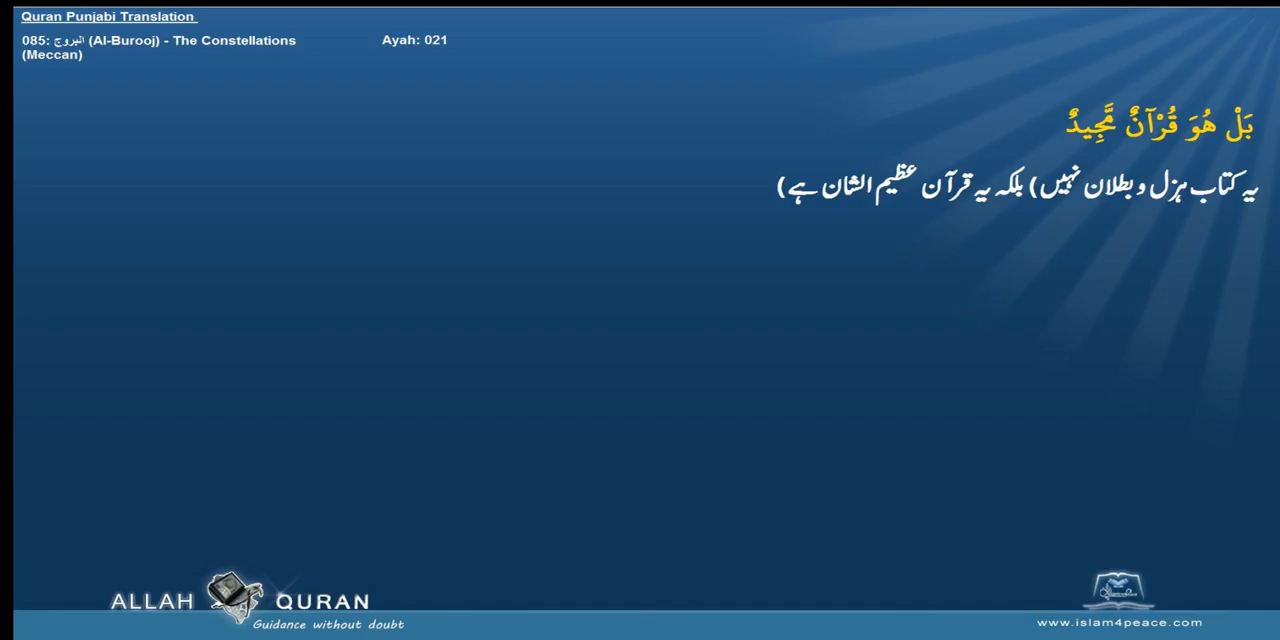 Quran Punjabi Translation
085: البروج (Al-Burooj) - The Constellations Ayah: 021
(Meccan)
بَلْ هُوَ قُرْآنٌ مَّجِيدٌ
یہ کتاب ہزل و بطلان نہیں) بلکہ یہ قرآن عظیم الشان ہے)
ALLAH QURAN
Guidance without doubt
www.islam4peace.com